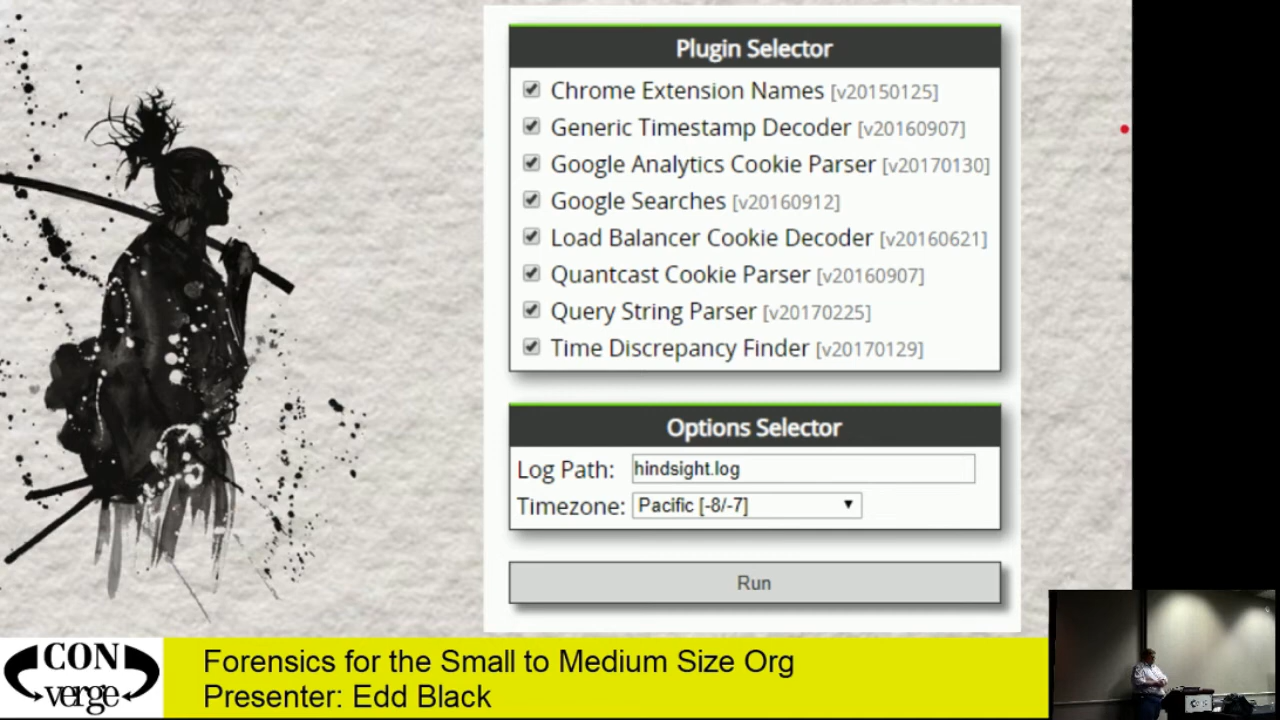 Plugin Selector
Chrome Extension Names [v20150125]
Generic Timestamp Decoder [v20160907]
Google Analytics Cookie Parser [v20170130]
Google Searches [v20160912]
Load Balancer Cookie Decoder [v20160621]
Quantcast Cookie Parser [v20160907]
Query String Parser [v20170225]
Time Discrepancy Finder [v20170129]
Options Selector
Log Path: hindsight.log
Timezone: Pacific [-8/-7]
Run
CON
verge
Forensics for the Small to Medium Size Org
Presenter: Edd Black